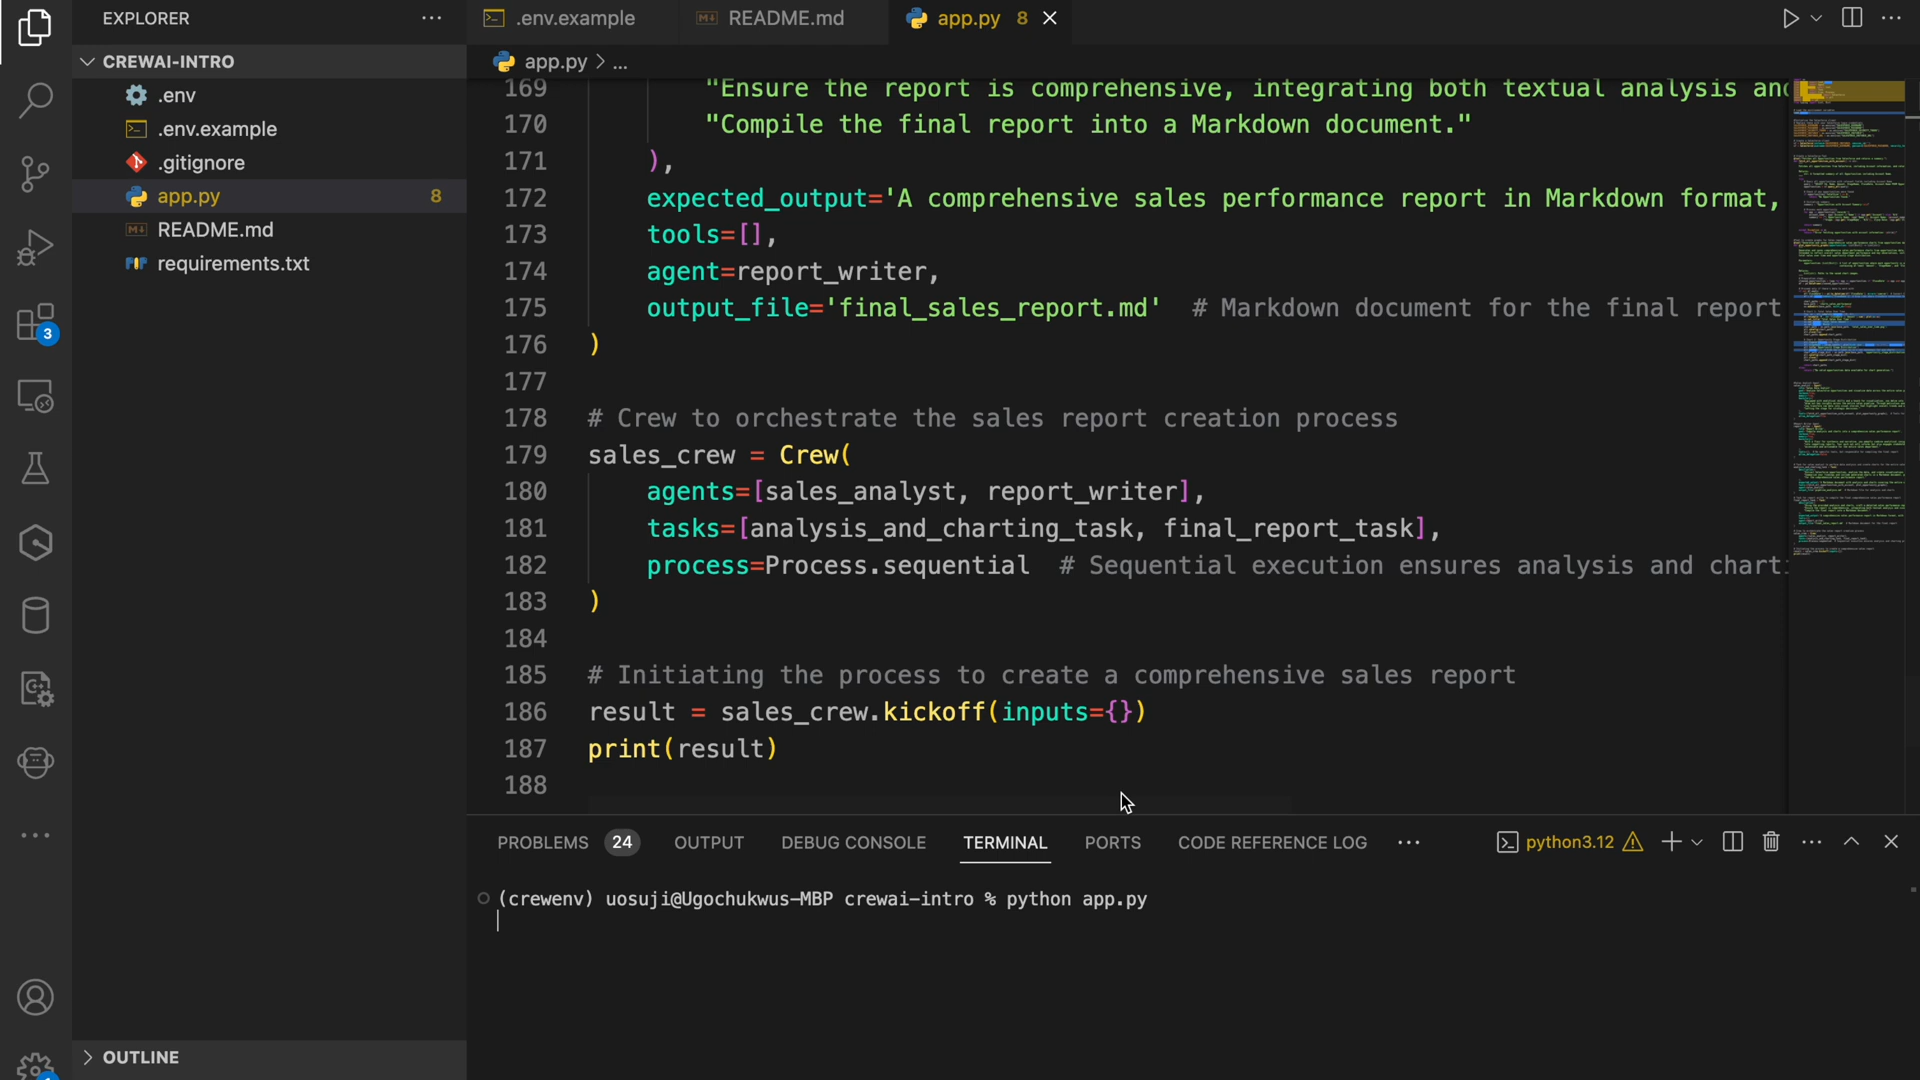 EXPLORER
CREWAI-INTRO
.env
.env.example
.gitignore
app.py 8
README.md
requirements.txt
3
OUTLINE
.env.example
README.md
app.py 8
app.py > ...
169 "Ensure the report is comprehensive, integrating both textual analysis an
170 "Compile the final report into a Markdown document."
171 ),
172 expected_output='A comprehensive sales performance report in Markdown format,
173 tools=[],
174 agent=report_writer,
175 output_file='final_sales_report.md' # Markdown document for the final report
176 )
177
178 # Crew to orchestrate the sales report creation process
179 sales_crew = Crew(
180 agents=[sales_analyst, report_writer],
181 tasks=[analysis_and_charting_task, final_report_task],
182 process=Process.sequential # Sequential execution ensures analysis and charti
183 )
184
185 # Initiating the process to create a comprehensive sales report
186 result = sales_crew.kickoff(inputs={})
187 print(result)
188
PROBLEMS 24 OUTPUT DEBUG CONSOLE TERMINAL PORTS CODE REFERENCE LOG ... python3.12
(crewenv) uosuji@Ugochukwus-MBP crewai-intro % python app.py